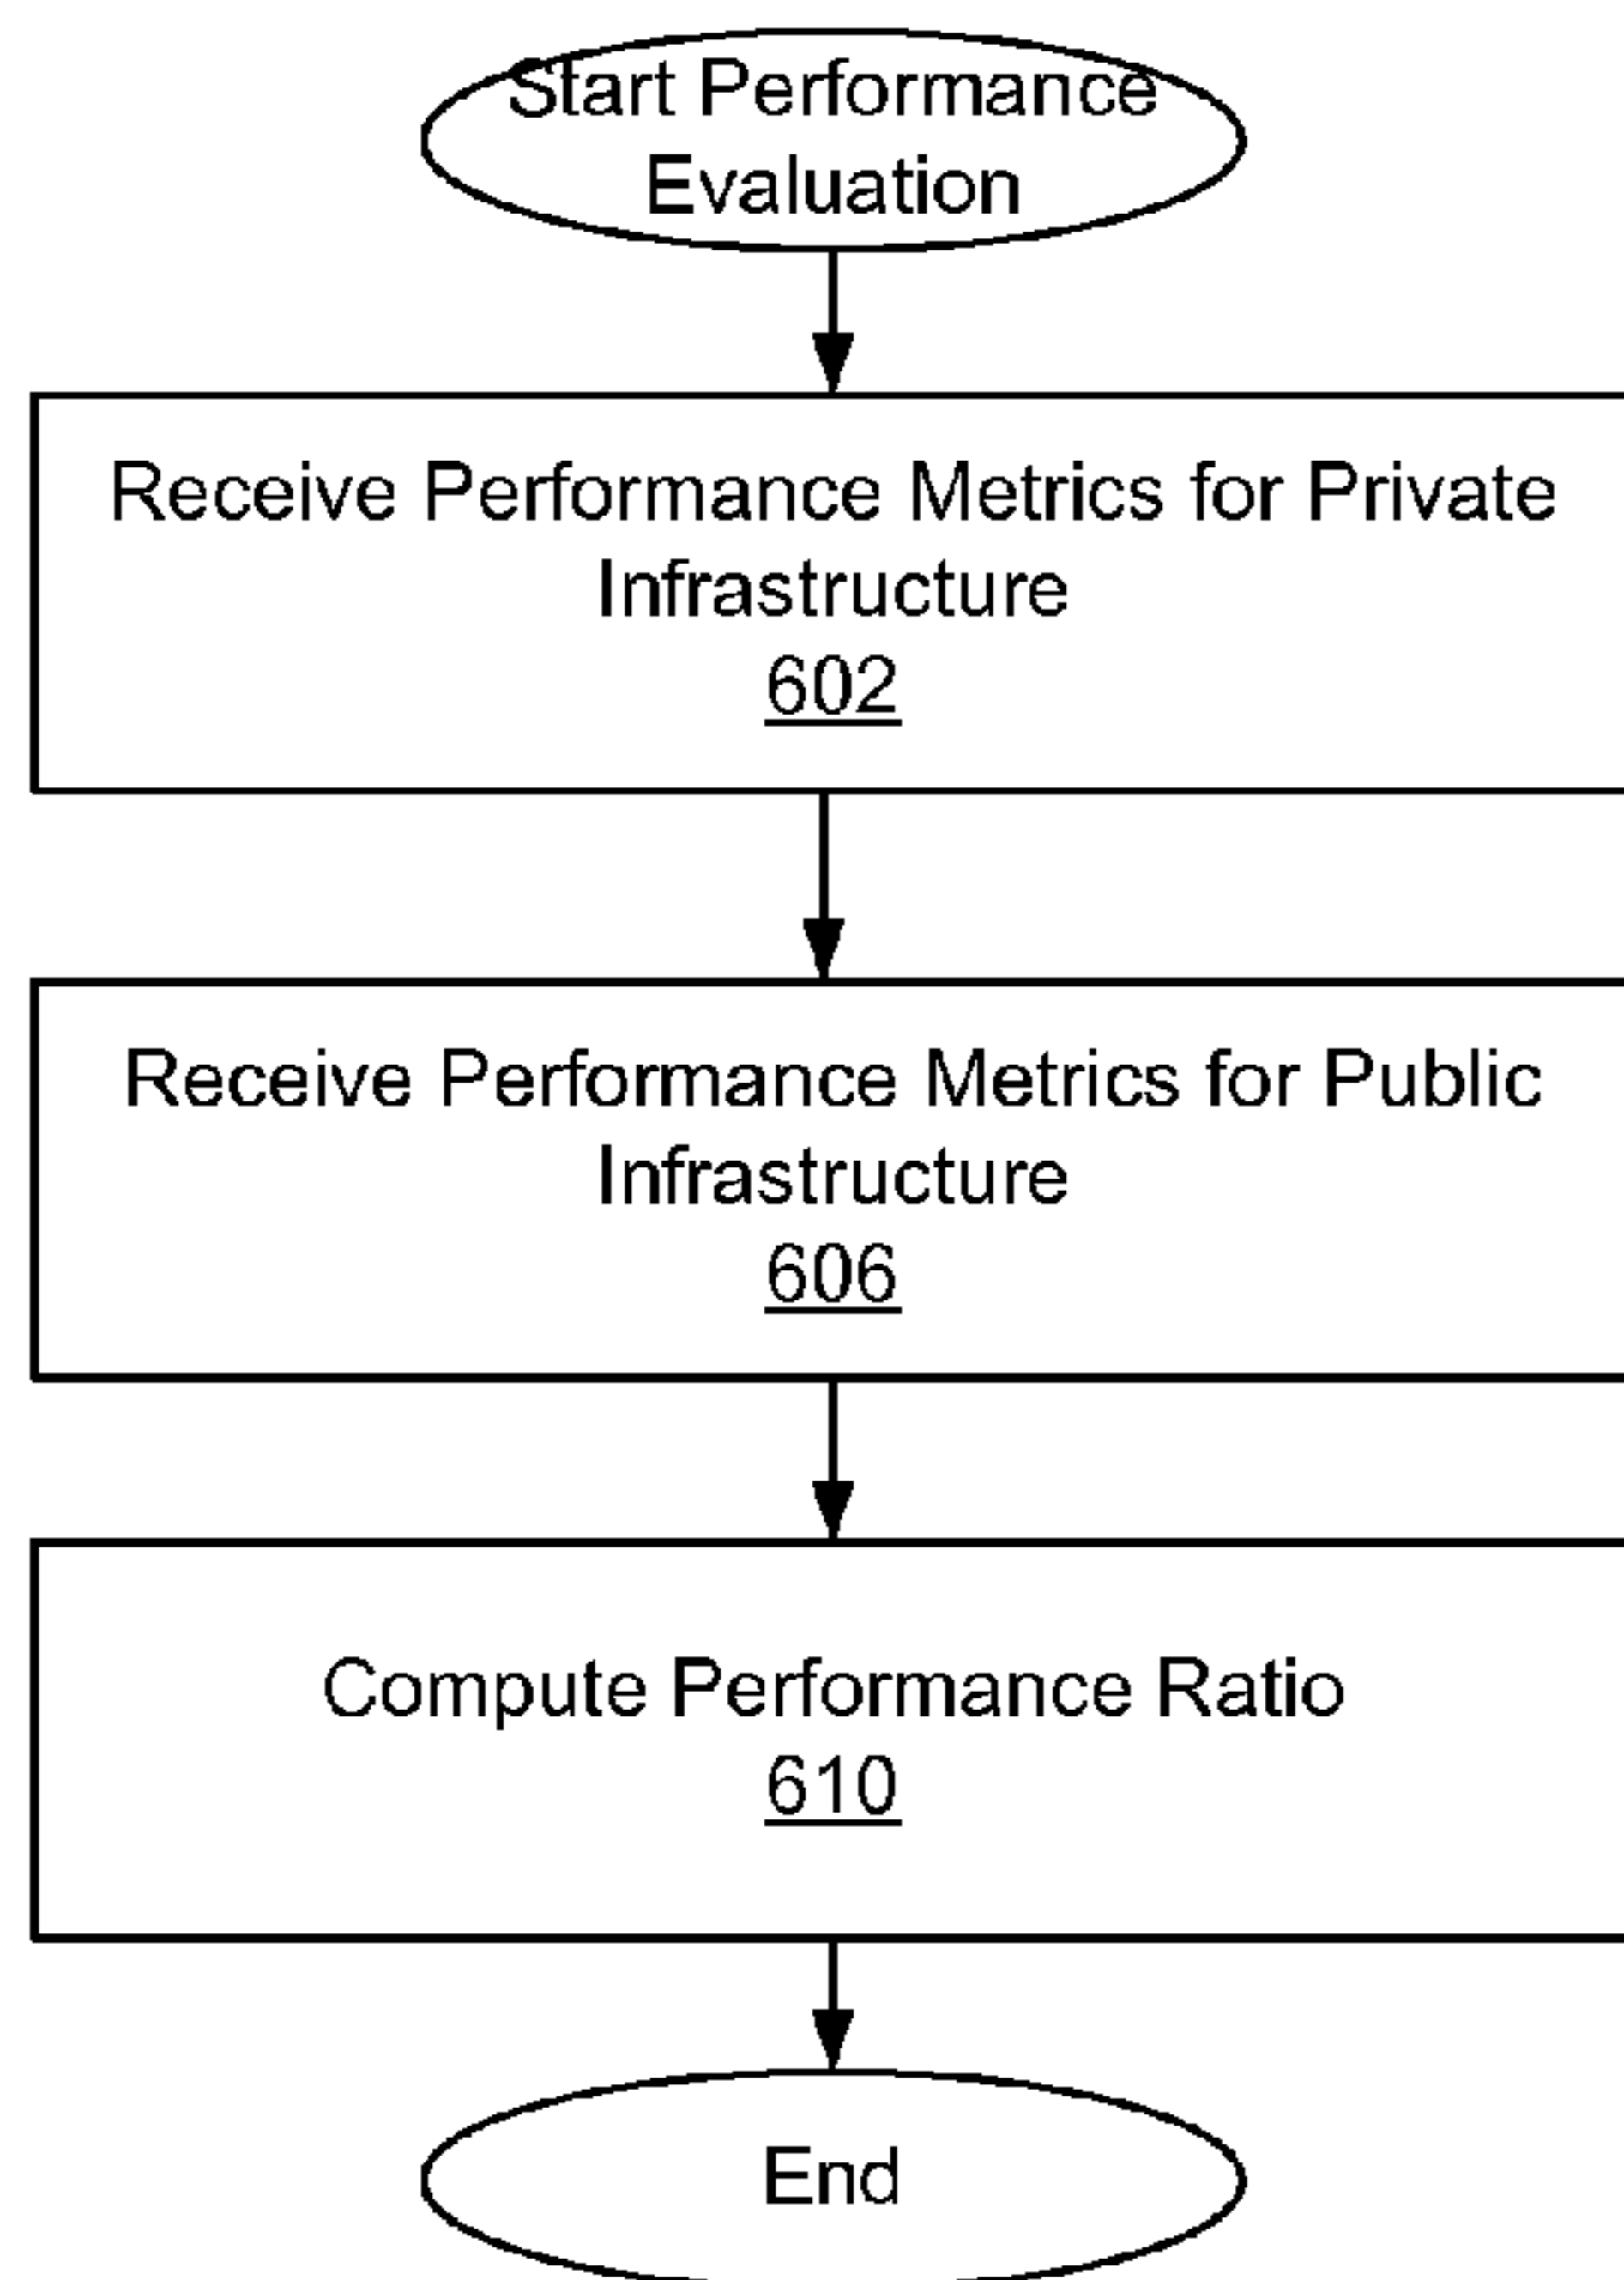 Start Performance
Evaluation
Receive Performance Metrics for Private
Infrastructure
602
Receive Performance Metrics for Public
Infrastructure
606
Compute Performance Ratio
610
End